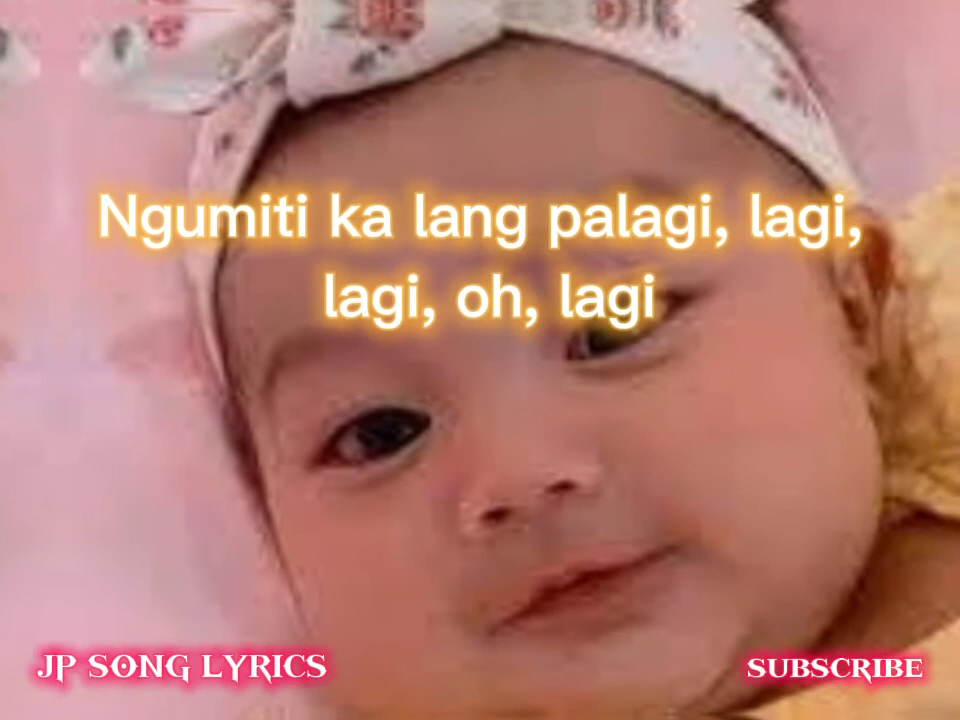 Ngumiti ka lang palagi, lagi,
lagi, oh, lagi
JP SONG LYRICS
SUBSCRIBE